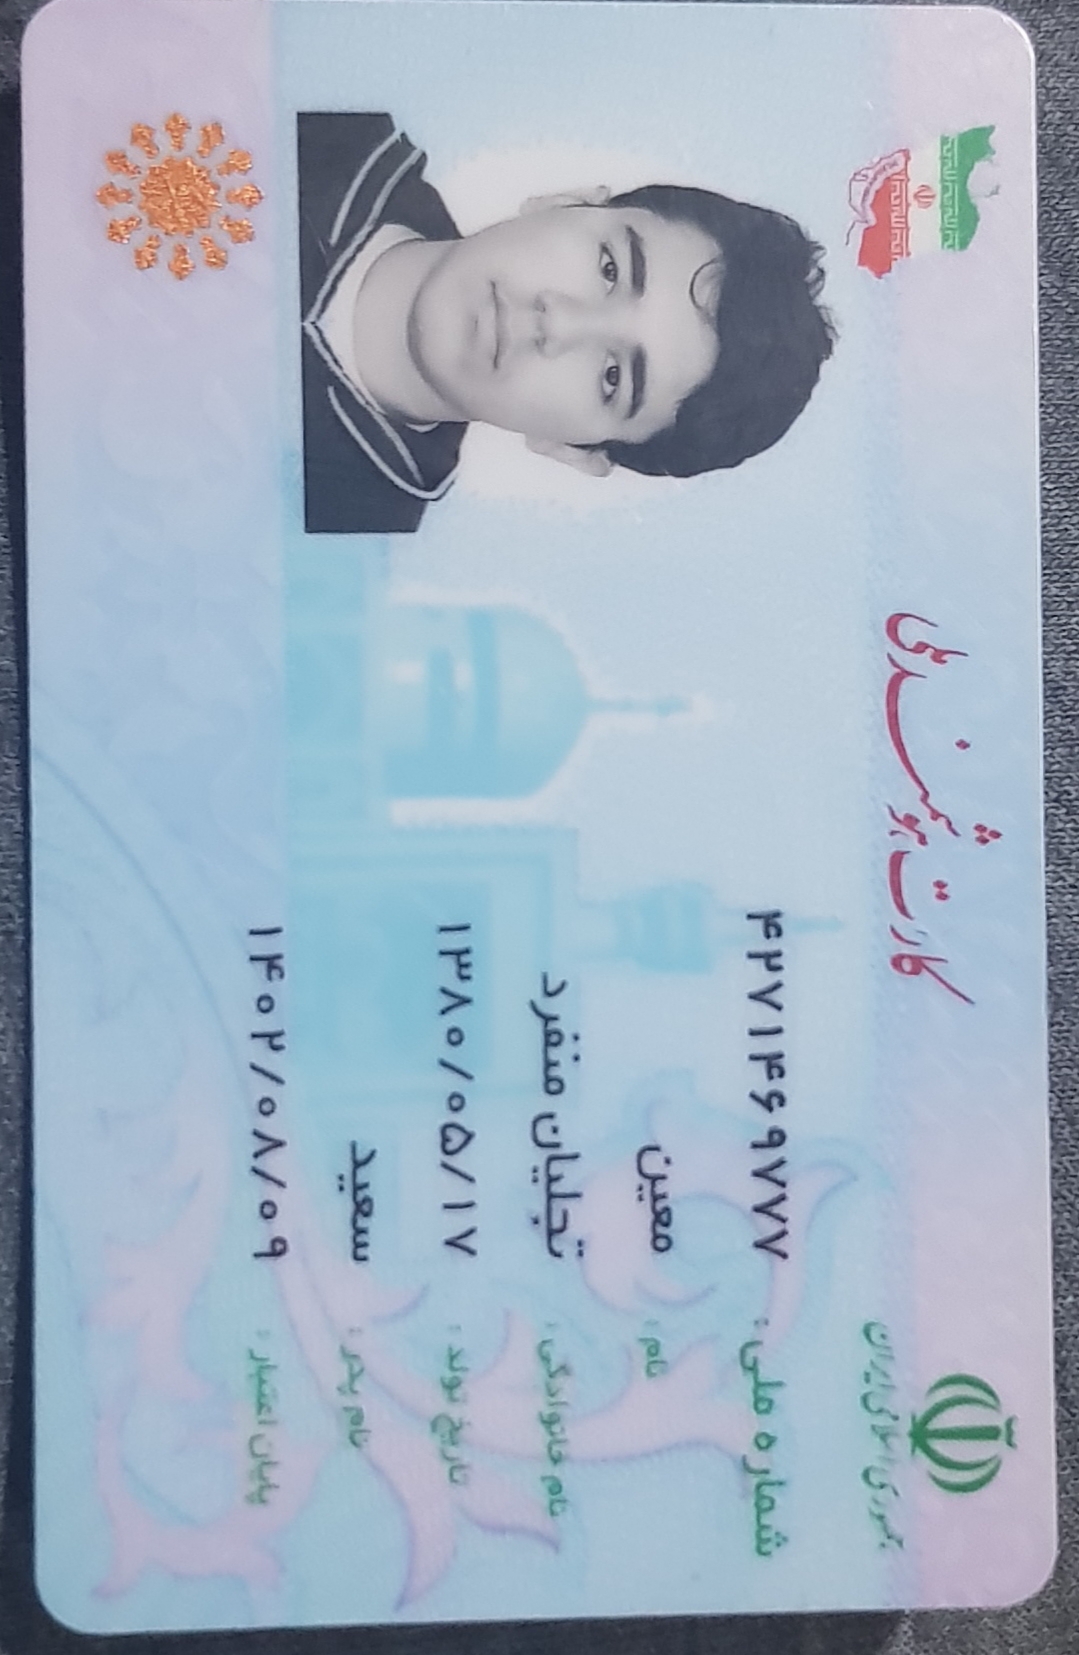 جمهوری اسلامی ایران
کارت هوشمند ملی
شماره ملی: ۴۲۷۱۴۶۹۷۷۷
نام: معین
نام خانوادگی: تجلیان منفرد
تاریخ تولد: ۱۳۸۰/۰۵/۱۷
نام پدر: سعید
پایان اعتبار: ۱۴۰۲/۰۸/۰۹